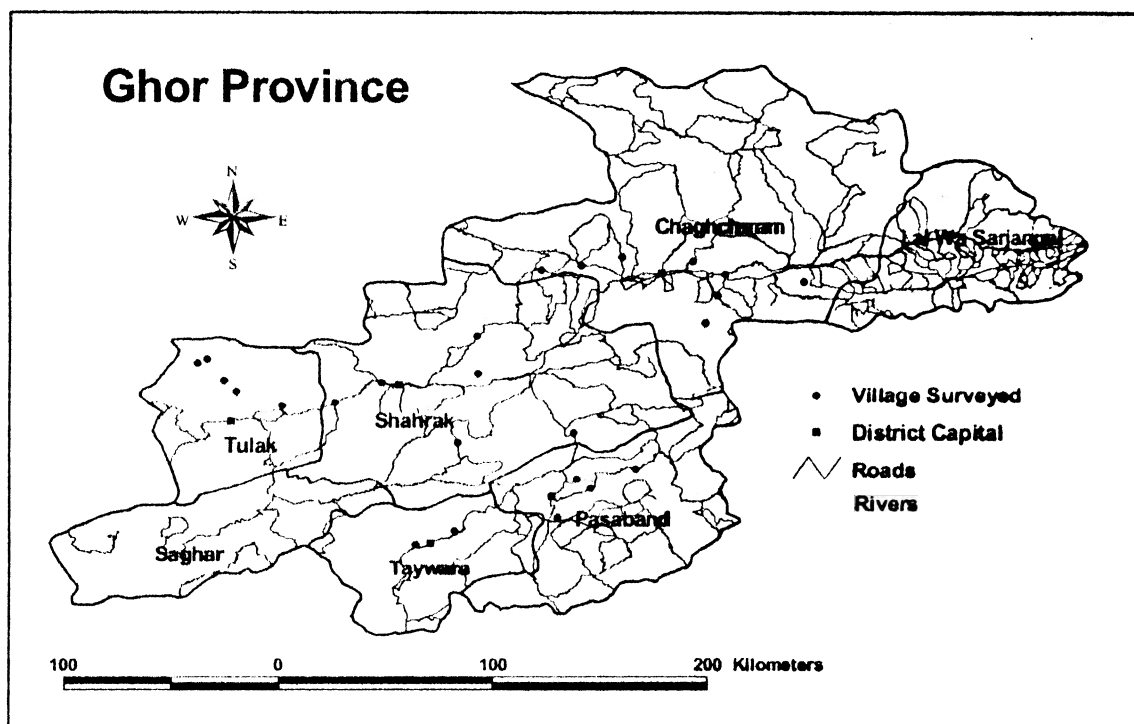 Ghor Province
N
W E
S
Chaghcharan
Lal Wa Sarjangal
Shahrak
Tulak
Pasaband
Saghar
Taywara
Village Surveyed
District Capital
Roads
Rivers
100 0 100 200 Kilometers